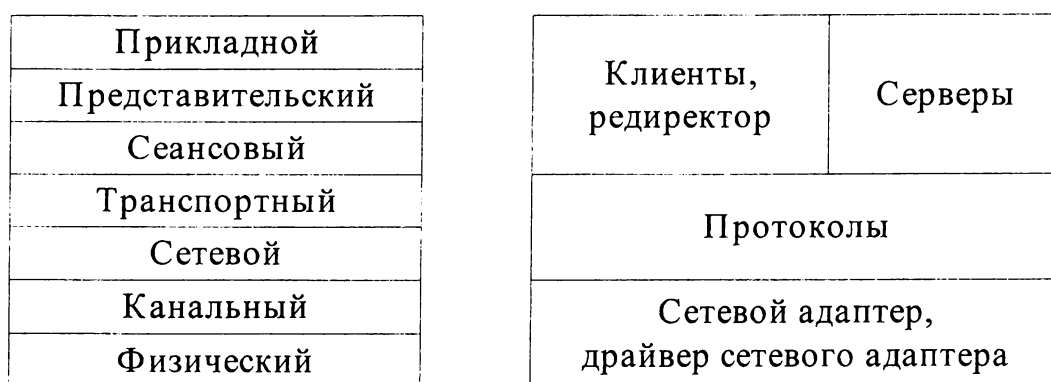 Прикладной
Представительский
Сеансовый
Транспортный
Сетевой
Канальный
Физический
Клиенты,
редиректор
Серверы
Протоколы
Сетевой адаптер,
драйвер сетевого адаптера